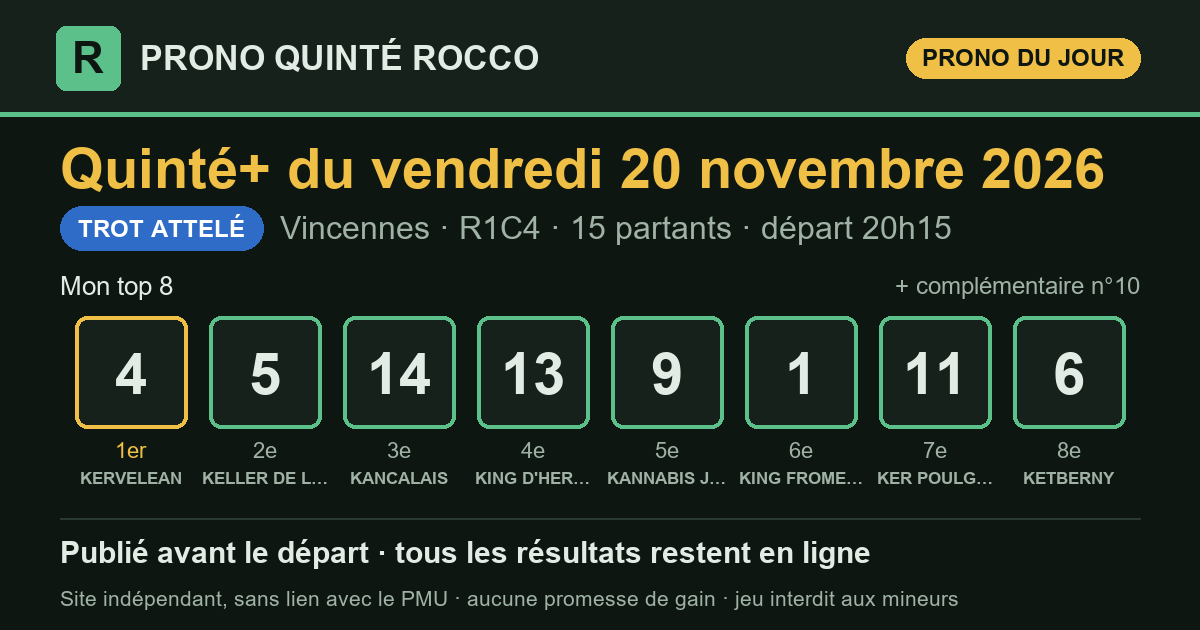 R PRONO QUINTÉ ROCCO PRONO DU JOUR
Quinté+ du vendredi 20 novembre 2026
TROT ATTELÉ Vincennes · R1C4 · 15 partants · départ 20h15
Mon top 8 + complémentaire n°10
4 5 14 13 9 1 11 6
1er 2e 3e 4e 5e 6e 7e 8e
KERVELEAN KELLER DE L... KANCALAIS KING D'HER... KANNABIS J... KING FROME... KER POULG... KETBERNY
Publié avant le départ · tous les résultats restent en ligne
Site indépendant, sans lien avec le PMU · aucune promesse de gain · jeu interdit aux mineurs